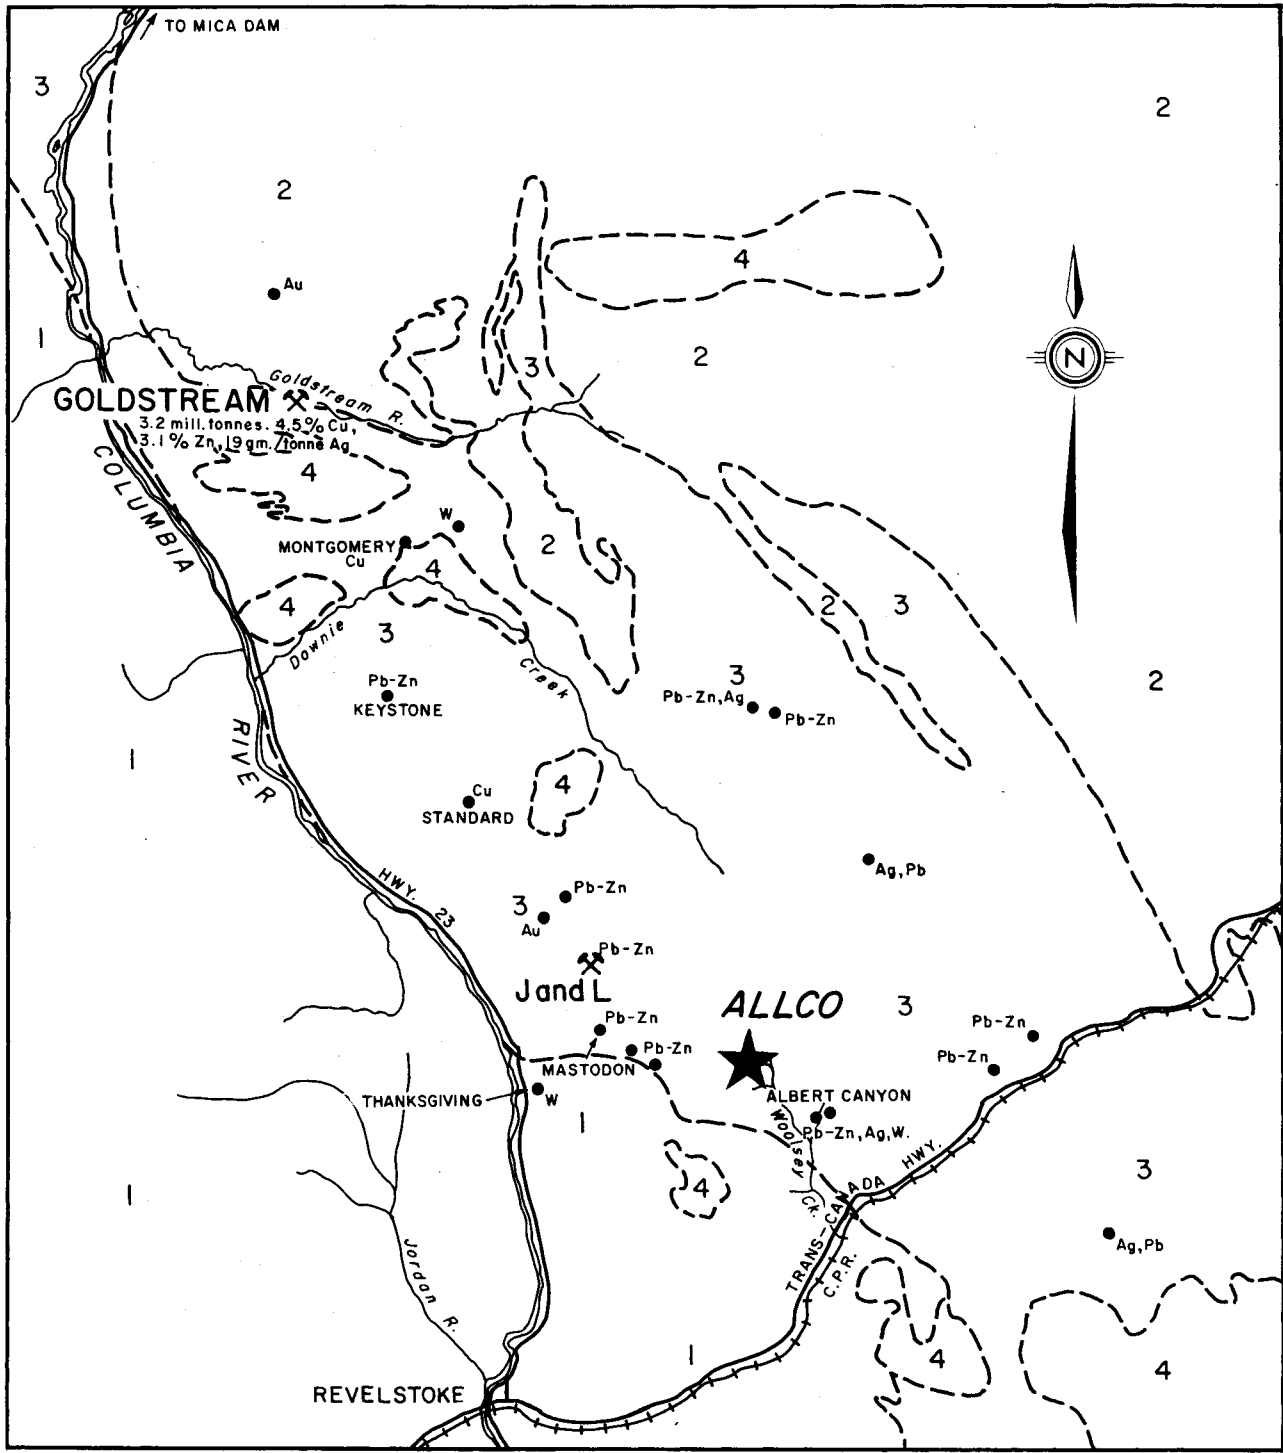 TO MICA DAM
3
2
2
4
Au
1
3
2
N
GOLDSTREAM
Goldstream R.
3.2 mill. tonnes. 4.5% Cu,
3.1% Zn, 19 gm./tonne Ag
4
COLUMBIA
W
MONTGOMERY
Cu
4
2
4
Downie
3
Creek
2
3
3
2
Pb-Zn
KEYSTONE
Pb-Zn, Ag
Pb-Zn
RIVER
1
4
Cu
STANDARD
Ag, Pb
HWY. 23
Pb-Zn
3
Au
Pb-Zn
J and L
ALLCO
3
Pb-Zn
Pb-Zn
Pb-Zn
Pb-Zn
MASTODON
THANKSGIVING
W
1
ALBERT CANYON
Pb-Zn, Ag, W.
Woolsey Ck.
4
1
TRANS-CANADA HWY.
C.P.R.
3
Ag, Pb
Jordan R.
1
4
4
REVELSTOKE